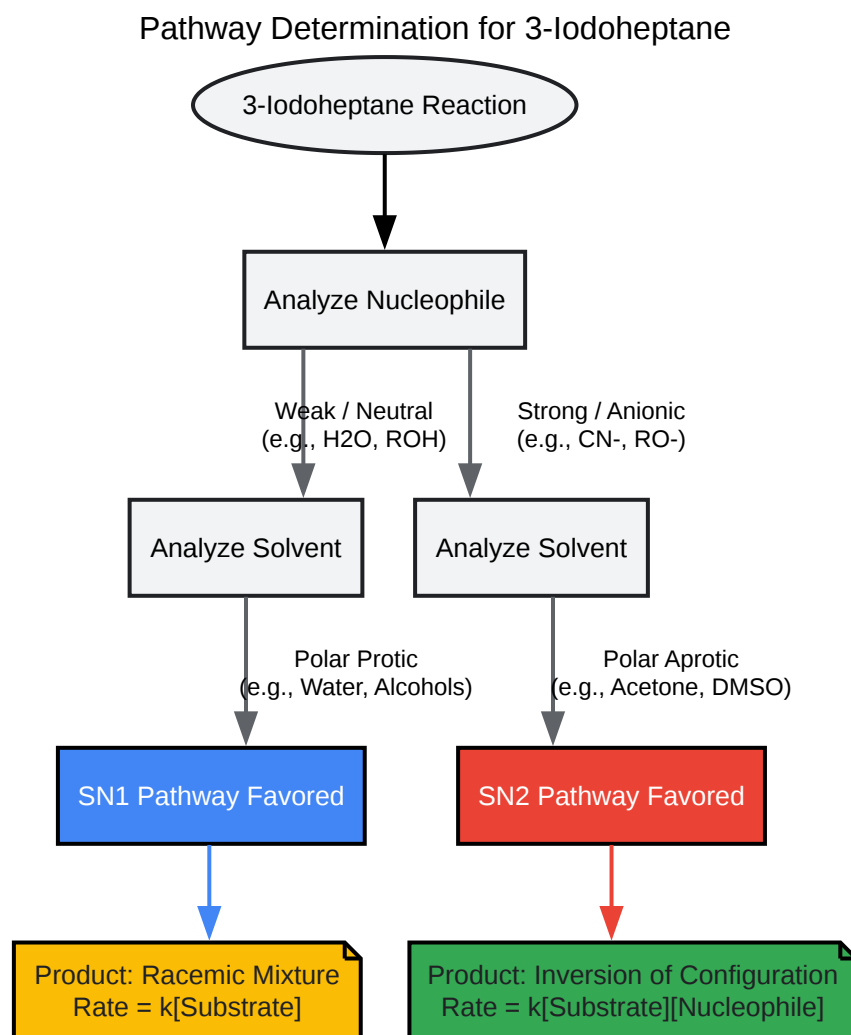 Pathway Determination for 3-Iodoheptane
3-Iodoheptane Reaction
Analyze Nucleophile
Weak / Neutral
(e.g., H2O, ROH)
Strong / Anionic
(e.g., CN-, RO-)
Analyze Solvent
Analyze Solvent
Polar Protic
(e.g., Water, Alcohols)
Polar Aprotic
(e.g., Acetone, DMSO)
SN1 Pathway Favored
SN2 Pathway Favored
Product: Racemic Mixture
Rate = k[Substrate]
Product: Inversion of Configuration
Rate = k[Substrate][Nucleophile]